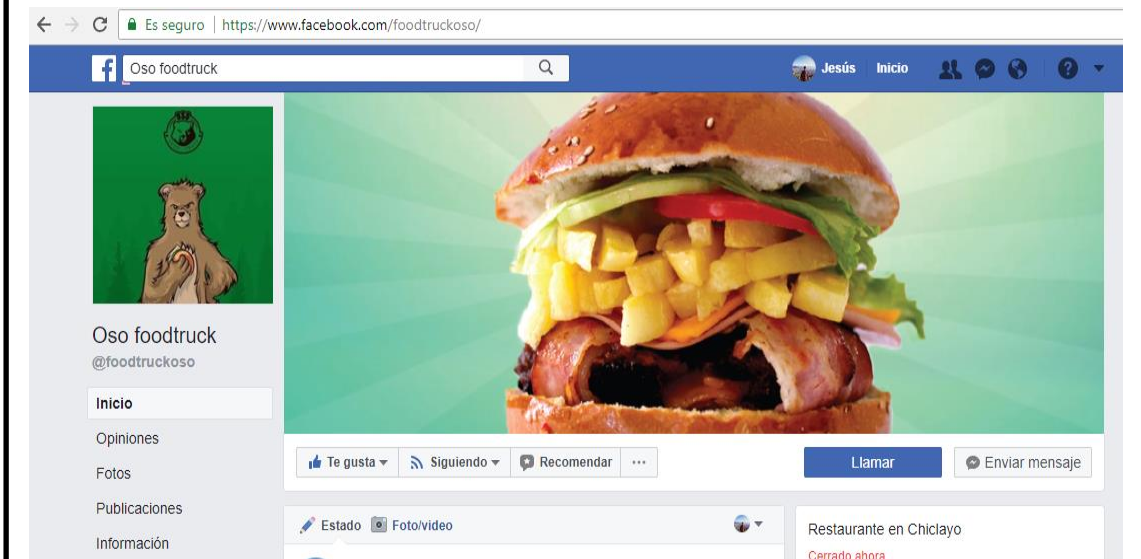 Es seguro | https://www.facebook.com/foodtruckoso/
Oso foodtruck
Jesús Inicio
Oso foodtruck
@foodtruckoso
Inicio
Opiniones
Fotos
Publicaciones
Información
Te gusta Siguiendo Recomendar ...
Llamar Enviar mensaje
Estado Foto/video
Restaurante en Chiclayo
Cerrado ahora